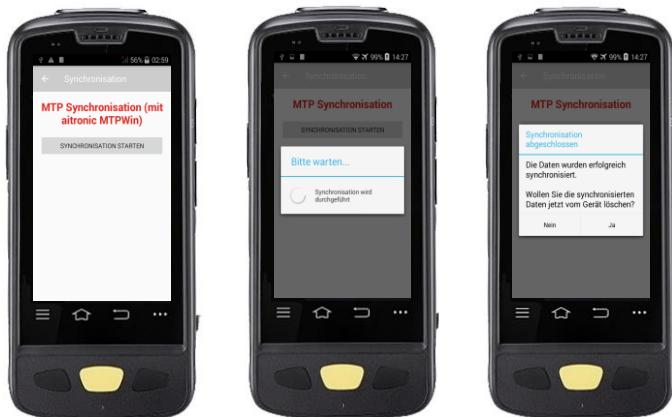 56% 02:59
Synchronisation
MTP Synchronisation (mit
aitronic MTPWin)
SYNCHRONISATION STARTEN
99% 14:27
Synchronisation
MTP Synchronisation
SYNCHRONISATION STARTEN
Bitte warten...
Synchronisation wird
durchgeführt
99% 14:27
Synchronisation
MTP Synchronisation
Synchronisation
abgeschlossen
Die Daten wurden erfolgreich
synchronisiert.
Wollen Sie die synchronisierten
Daten jetzt vom Gerät löschen?
Nein Ja